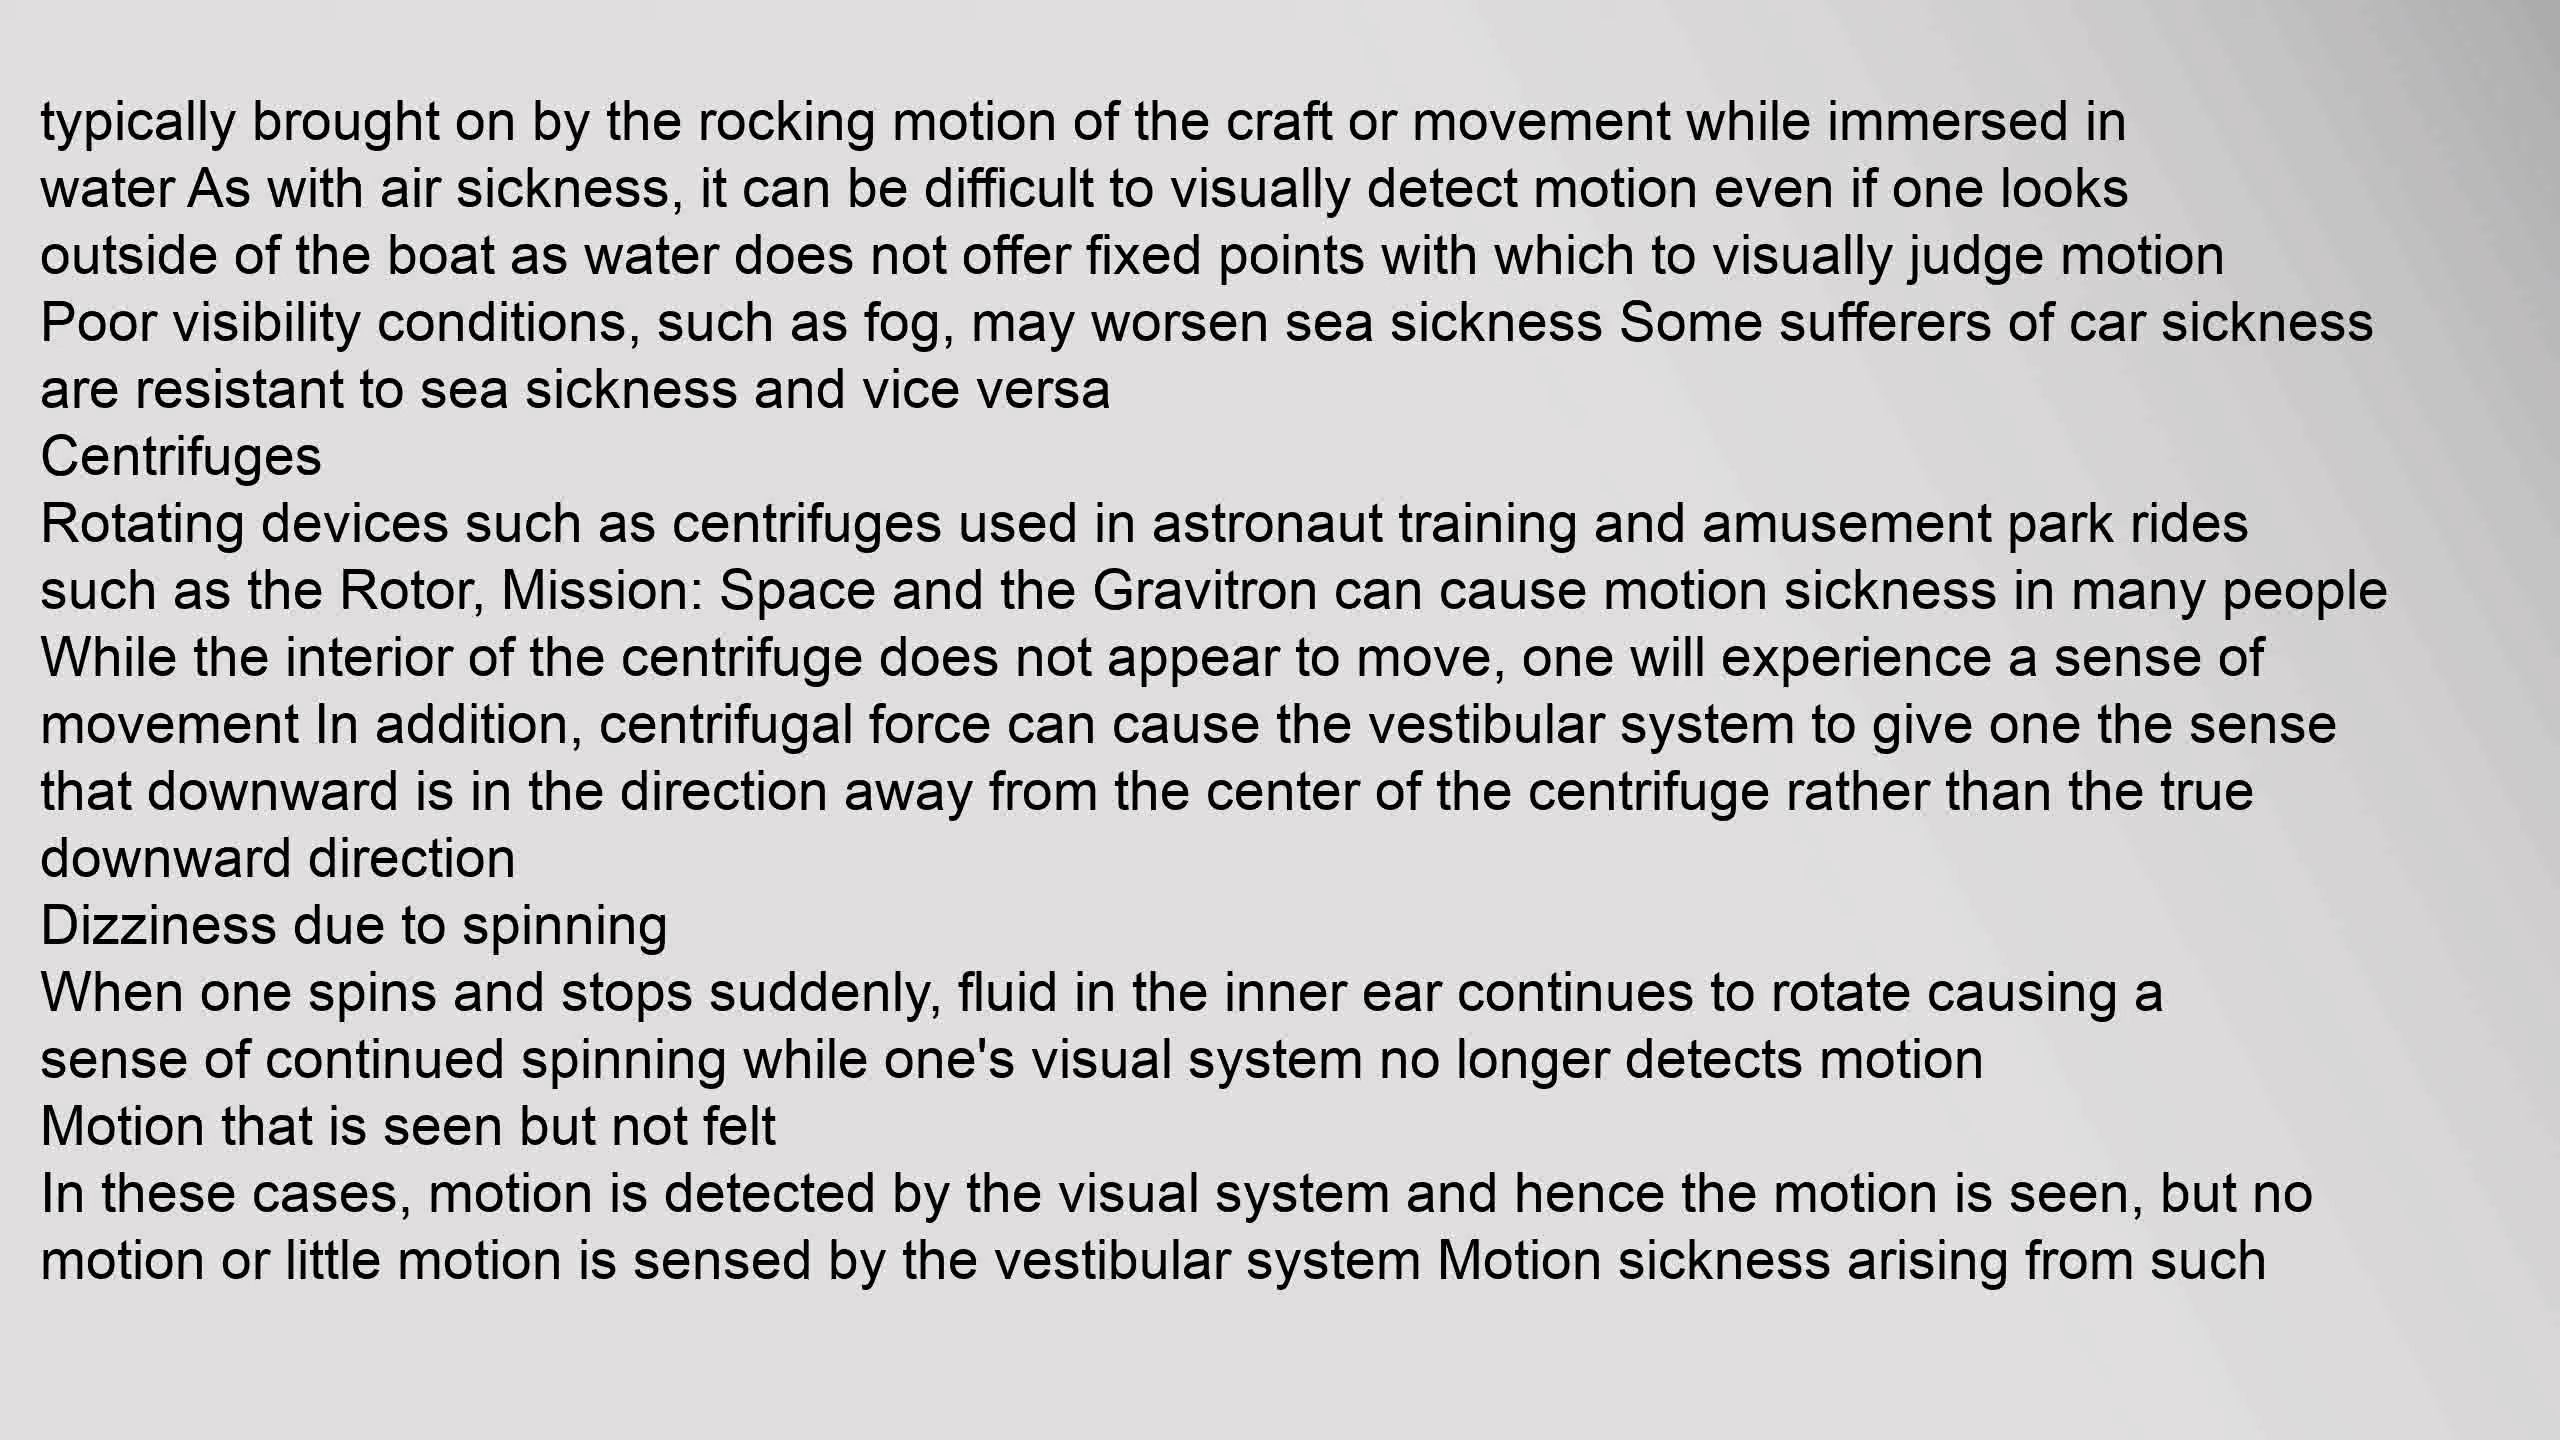 typically brought on by the rocking motion of the craft or movement while immersed in
water As with air sickness, it can be difficult to visually detect motion even if one looks
outside of the boat as water does not offer fixed points with which to visually judge motion
Poor visibility conditions, such as fog, may worsen sea sickness Some sufferers of car sickness
are resistant to sea sickness and vice versa
Centrifuges
Rotating devices such as centrifuges used in astronaut training and amusement park rides
such as the Rotor, Mission: Space and the Gravitron can cause motion sickness in many people
While the interior of the centrifuge does not appear to move, one will experience a sense of
movement In addition, centrifugal force can cause the vestibular system to give one the sense
that downward is in the direction away from the center of the centrifuge rather than the true
downward direction
Dizziness due to spinning
When one spins and stops suddenly, fluid in the inner ear continues to rotate causing a
sense of continued spinning while one's visual system no longer detects motion
Motion that is seen but not felt
In these cases, motion is detected by the visual system and hence the motion is seen, but no
motion or little motion is sensed by the vestibular system Motion sickness arising from such